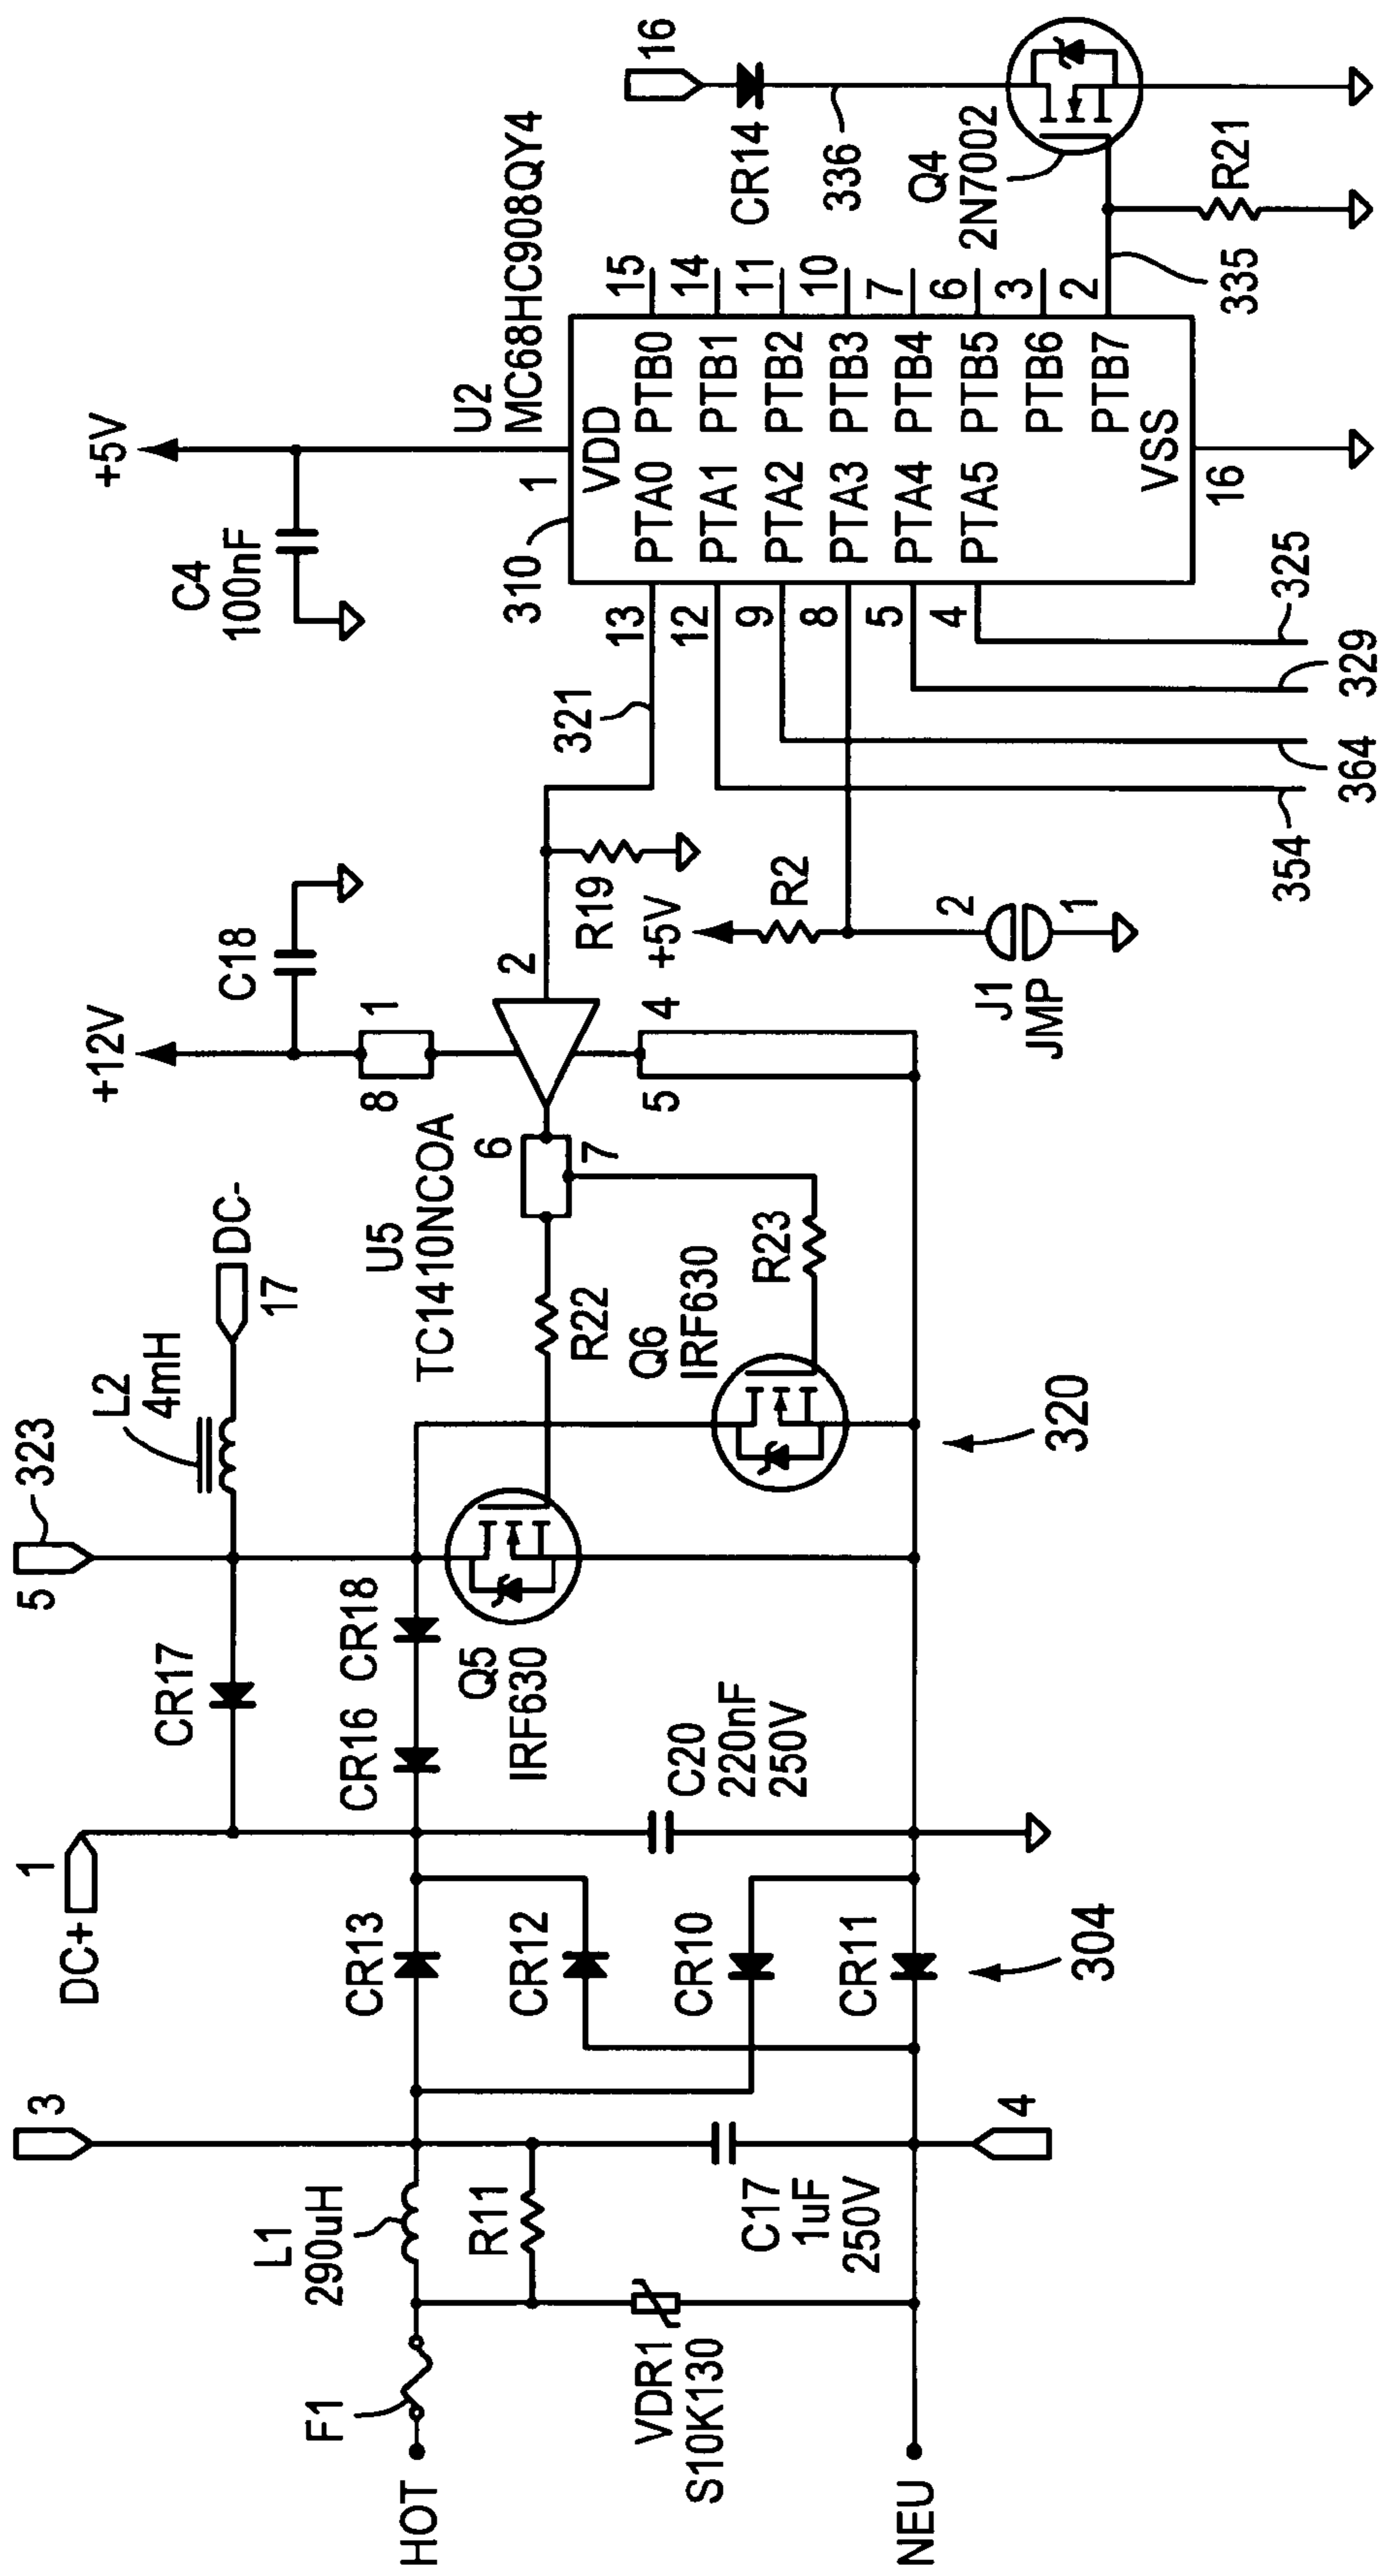 HOT
NEU
F1
L1
290uH
R11
VDR1
S10K130
3
C17
1uF
250V
4
CR13
CR12
CR10
CR11
304
1
DC+
CR17
CR16
CR18
C20
220nF
250V
5
323
L2
4mH
17
DC-
Q5
IRF630
Q6
IRF630
R22
R23
320
U5
TC1410NCOA
6
7
+12V
C18
8
1
2
4
5
R19
+5V
R2
2
1
J1
JMP
321
C4
100nF
+5V
310
1
U2
MC68HC908QY4
VDD
13
PTA0
PTB0
15
12
PTA1
PTB1
14
9
PTA2
PTB2
11
8
PTA3
PTB3
10
5
PTA4
PTB4
7
4
PTA5
PTB5
6
PTB6
3
PTB7
2
VSS
16
354
364
329
325
16
CR14
336
Q4
2N7002
335
R21